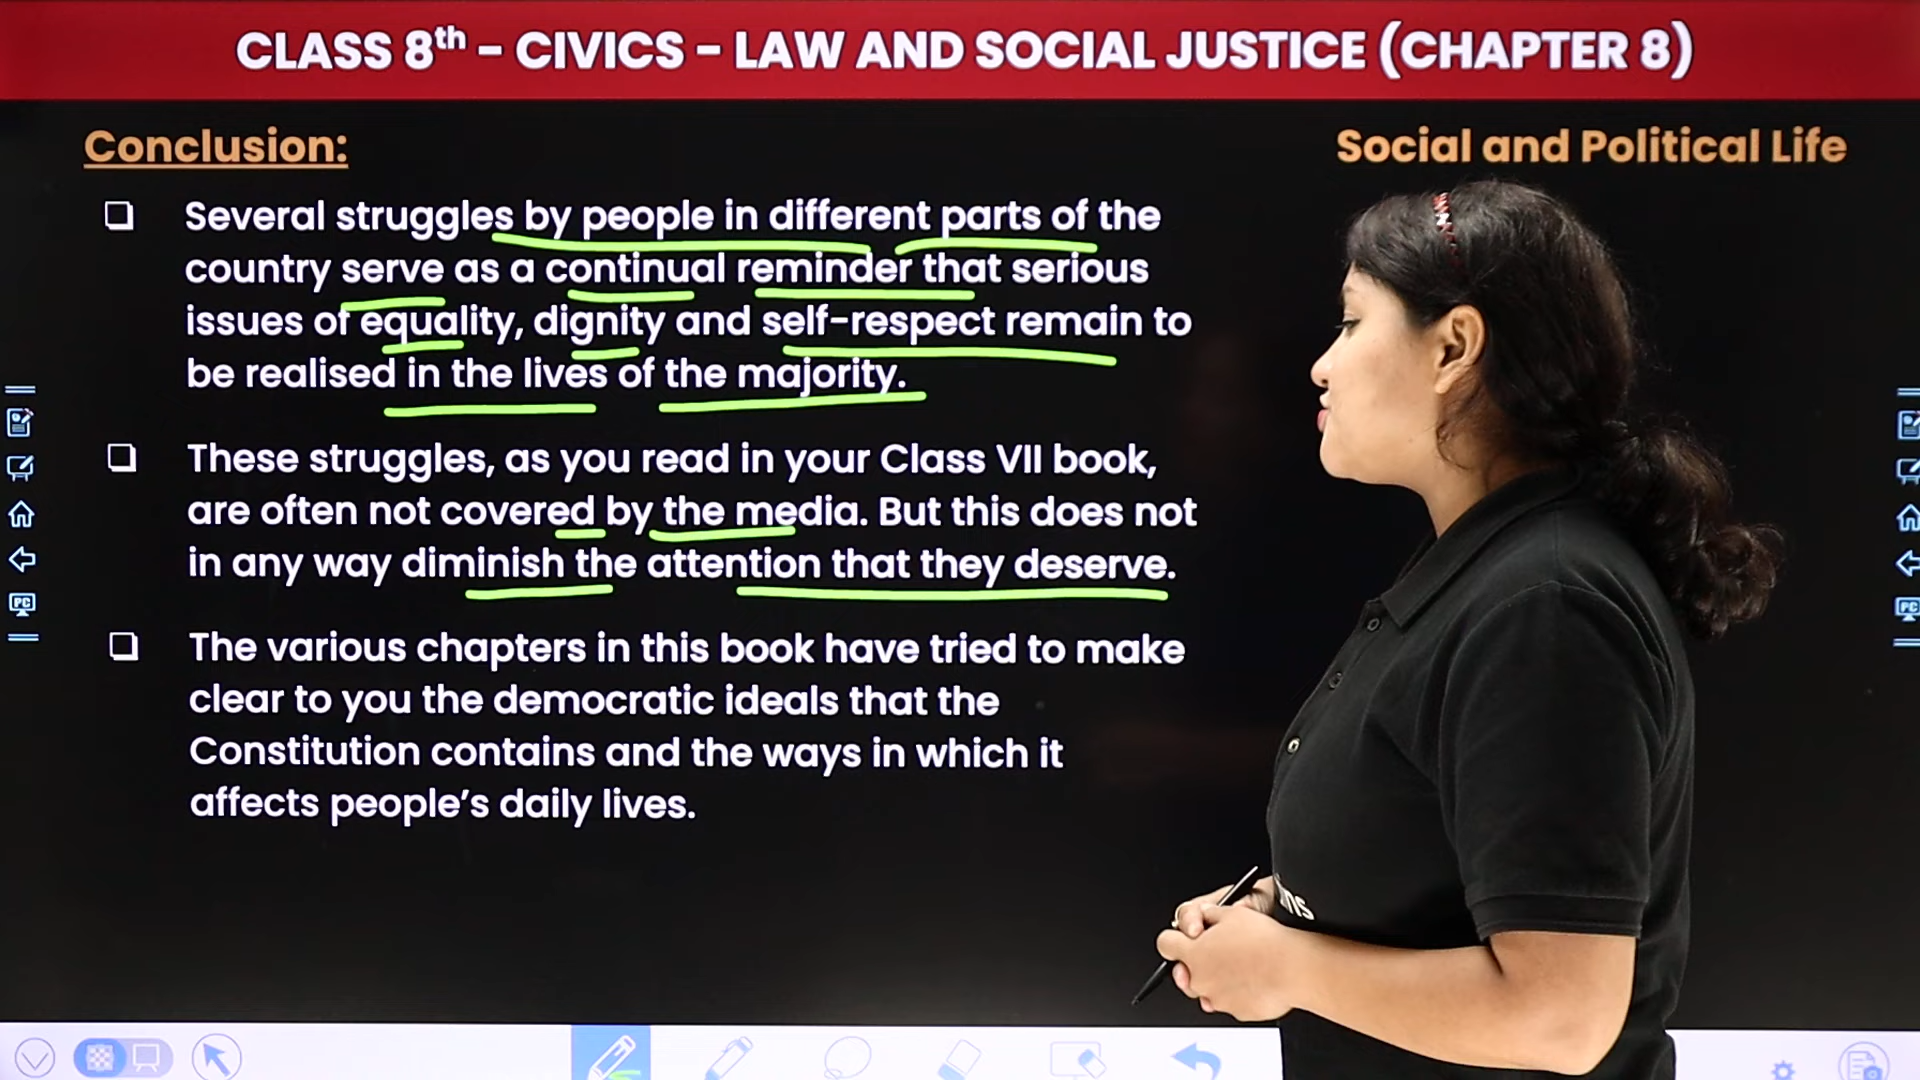 CLASS 8th – CIVICS – LAW AND SOCIAL JUSTICE (CHAPTER 8)
Conclusion:
Social and Political Life
❑ Several struggles by people in different parts of the
country serve as a continual reminder that serious
issues of equality, dignity and self-respect remain to
be realised in the lives of the majority.
❑ These struggles, as you read in your Class VII book,
are often not covered by the media. But this does not
in any way diminish the attention that they deserve.
❑ The various chapters in this book have tried to make
clear to you the democratic ideals that the
Constitution contains and the ways in which it
affects people's daily lives.
PC
PC